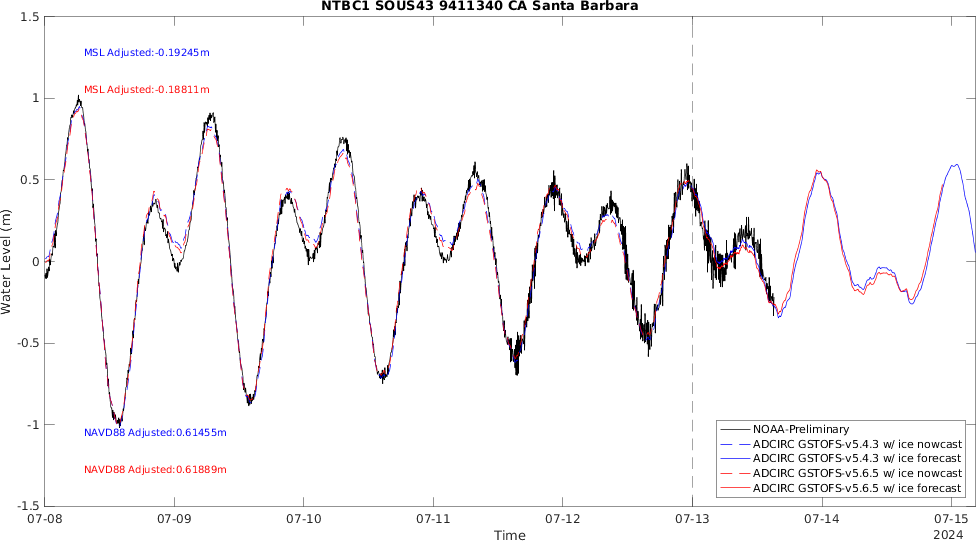 NTBC1 SOUS43 9411340 CA Santa Barbara
1.5
1
0.5
0
-0.5
-1
-1.5
Water Level (m)
MSL Adjusted:-0.19245m
MSL Adjusted:-0.18811m
NAVD88 Adjusted:0.61455m
NAVD88 Adjusted:0.61889m
NOAA-Preliminary
ADCIRC GSTOFS-v5.4.3 w/ ice nowcast
ADCIRC GSTOFS-v5.4.3 w/ ice forecast
ADCIRC GSTOFS-v5.6.5 w/ ice nowcast
ADCIRC GSTOFS-v5.6.5 w/ ice forecast
07-08 07-09 07-10 07-11 07-12 07-13 07-14 07-15
Time
2024